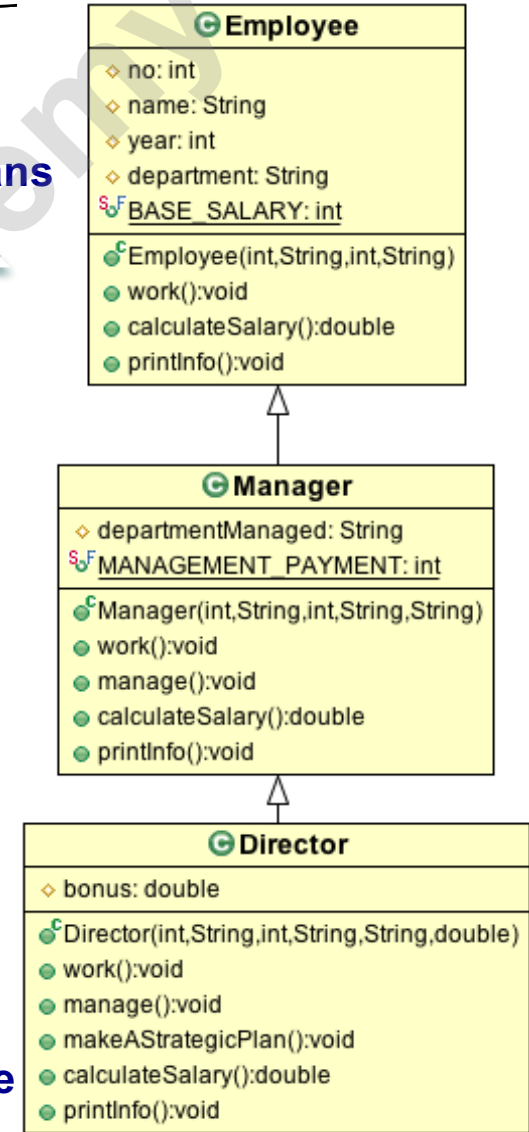 Employee
no: int
name: String
year: int
department: String
BASE_SALARY: int
Employee(int,String,int,String)
work():void
calculateSalary():double
printInfo():void
Manager
departmentManaged: String
MANAGEMENT_PAYMENT: int
Manager(int,String,int,String,String)
work():void
manage():void
calculateSalary():double
printInfo():void
Director
bonus: double
Director(int,String,int,String,String,double)
work():void
manage():void
makeAStrategicPlan():void
calculateSalary():double
printInfo():void